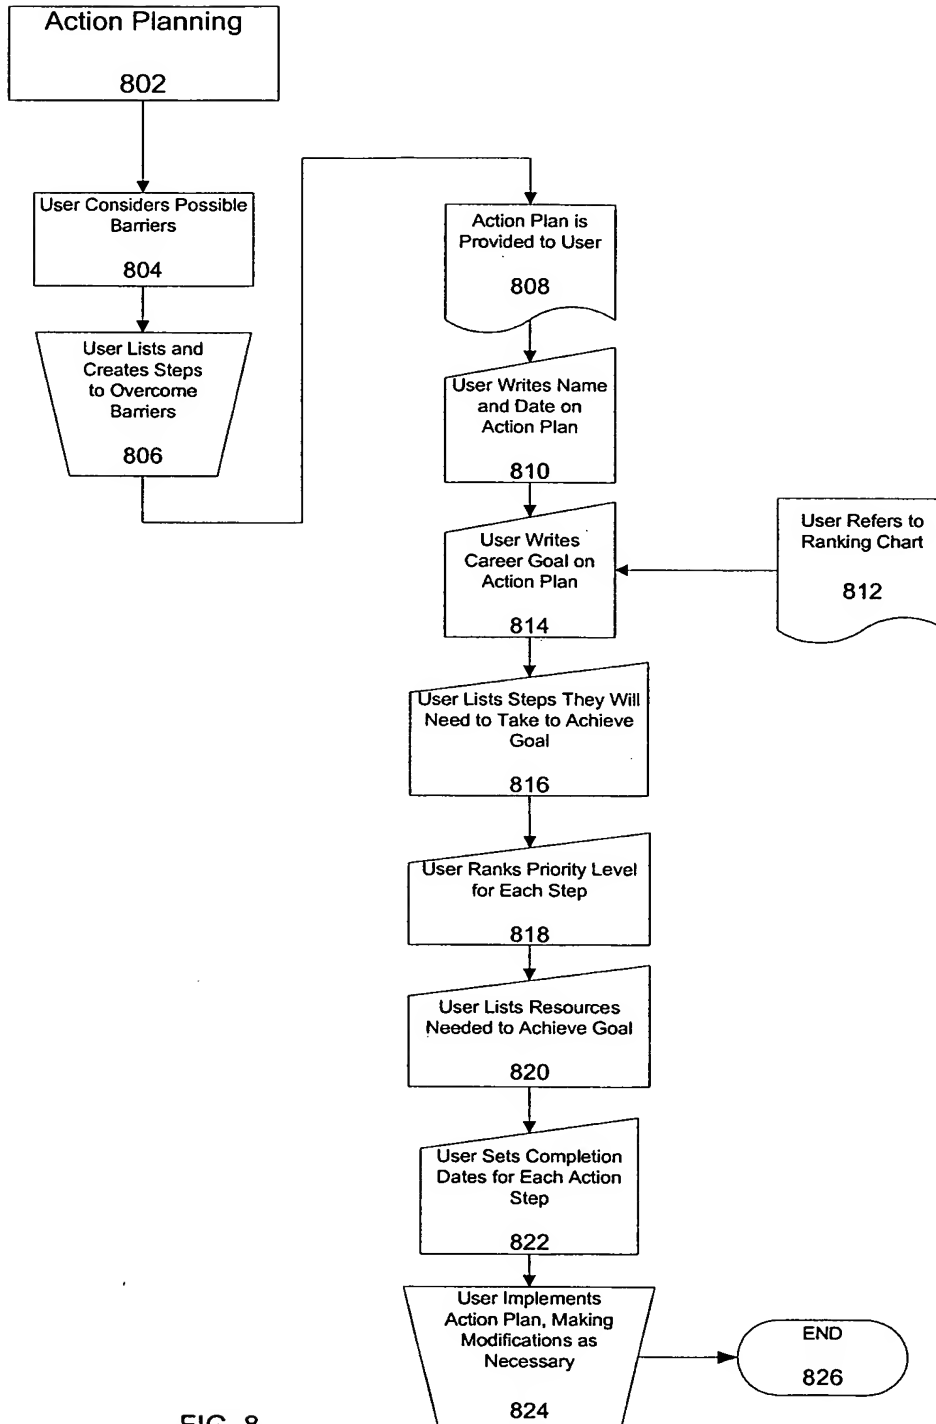 Action Planning
802
User Considers Possible
Barriers
804
User Lists and
Creates Steps
to Overcome
Barriers
806
Action Plan is
Provided to User
808
User Writes Name
and Date on
Action Plan
810
User Refers to
Ranking Chart
812
User Writes
Career Goal on
Action Plan
814
User Lists Steps They Will
Need to Take to Achieve
Goal
816
User Ranks Priority Level
for Each Step
818
User Lists Resources
Needed to Achieve Goal
820
User Sets Completion
Dates for Each Action
Step
822
User Implements
Action Plan, Making
Modifications as
Necessary
824
END
826
FIG. 8